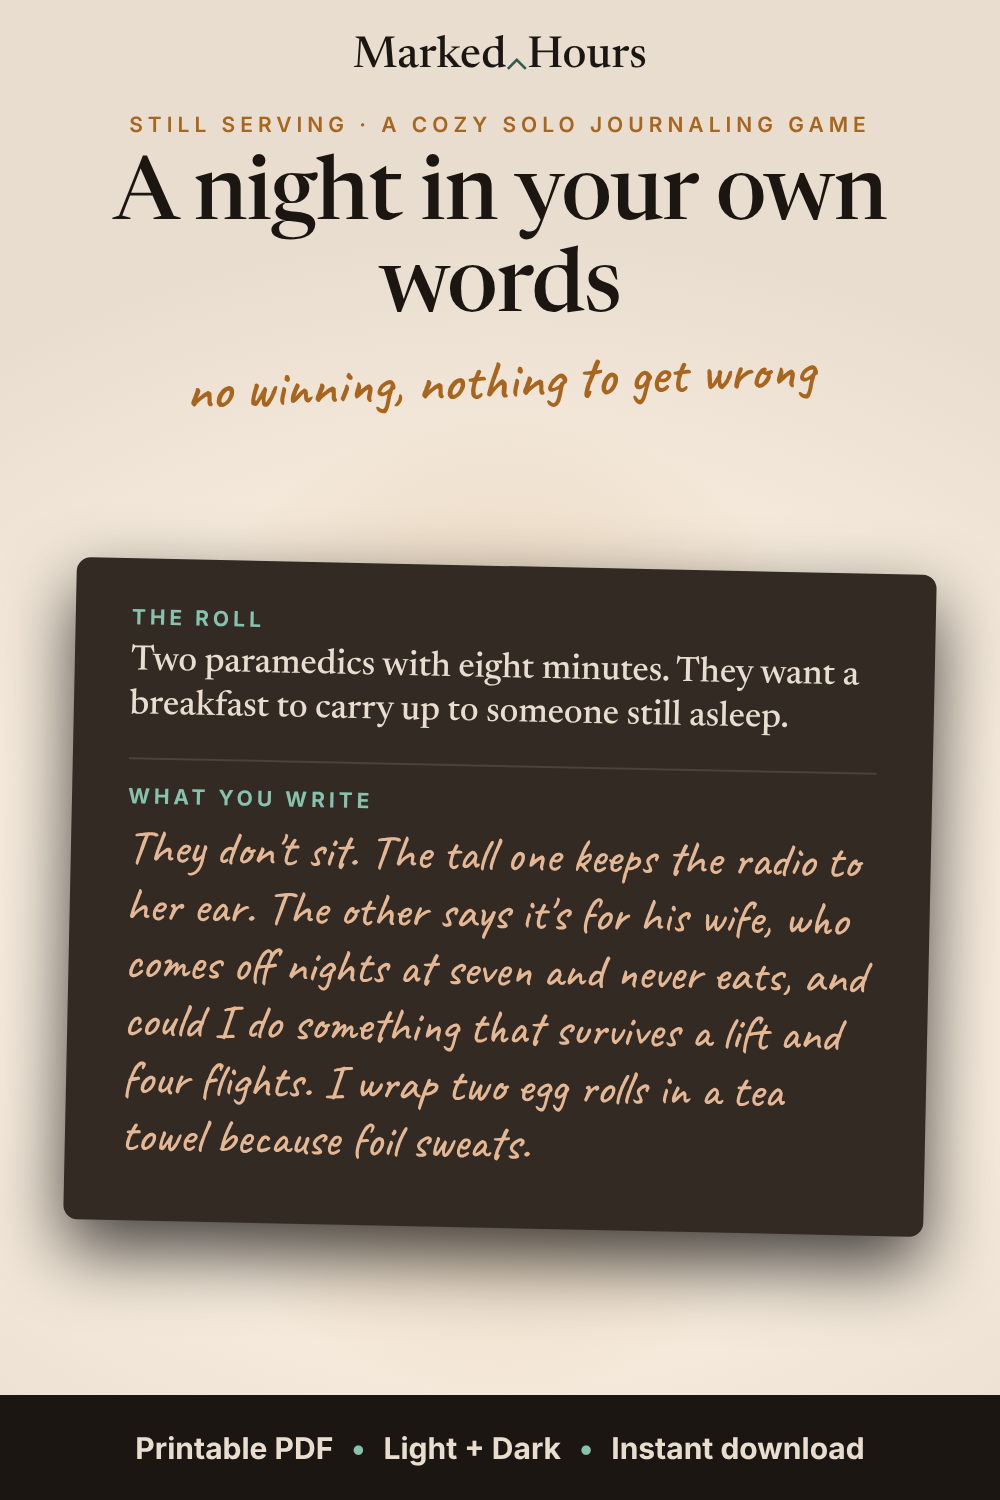 Marked‸Hours
STILL SERVING · A COZY SOLO JOURNALING GAME
A night in your own
words
no winning, nothing to get wrong
THE ROLL
Two paramedics with eight minutes. They want a
breakfast to carry up to someone still asleep.
WHAT YOU WRITE
They don't sit. The tall one keeps the radio to
her ear. The other says it's for his wife, who
comes off nights at seven and never eats, and
could I do something that survives a lift and
four flights. I wrap two egg rolls in a tea
towel because foil sweats.
Printable PDF • Light + Dark • Instant download